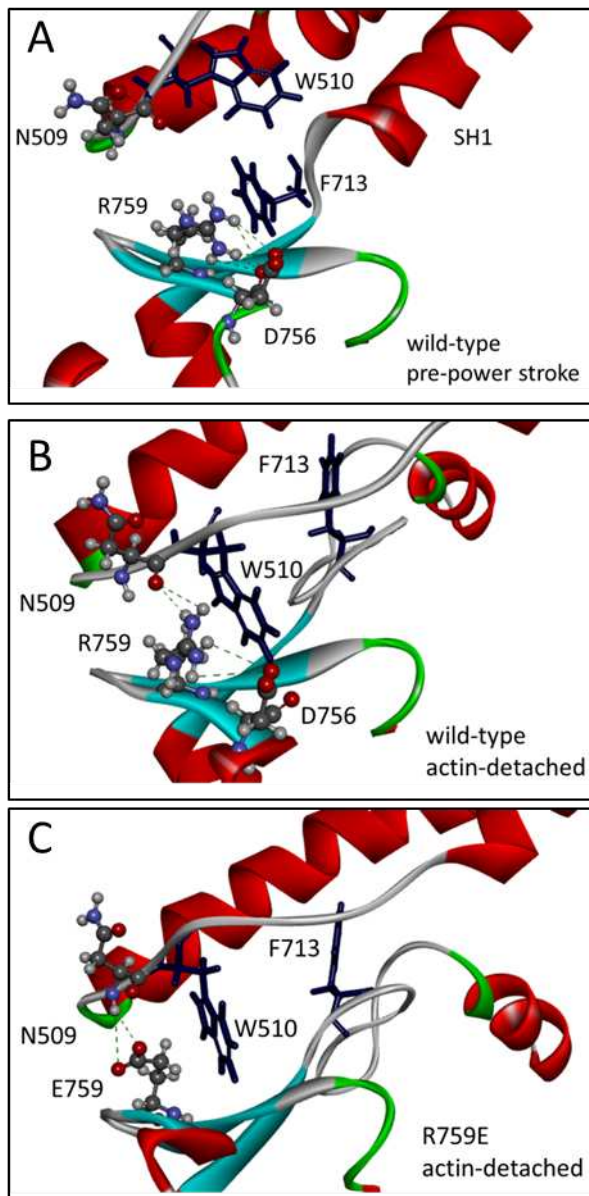 A
W510
N509
SH1
F713
R759
D756
wild-type
pre-power stroke
B
F713
W510
N509
R759
D756
wild-type
actin-detached
C
F713
N509
W510
E759
R759E
actin-detached